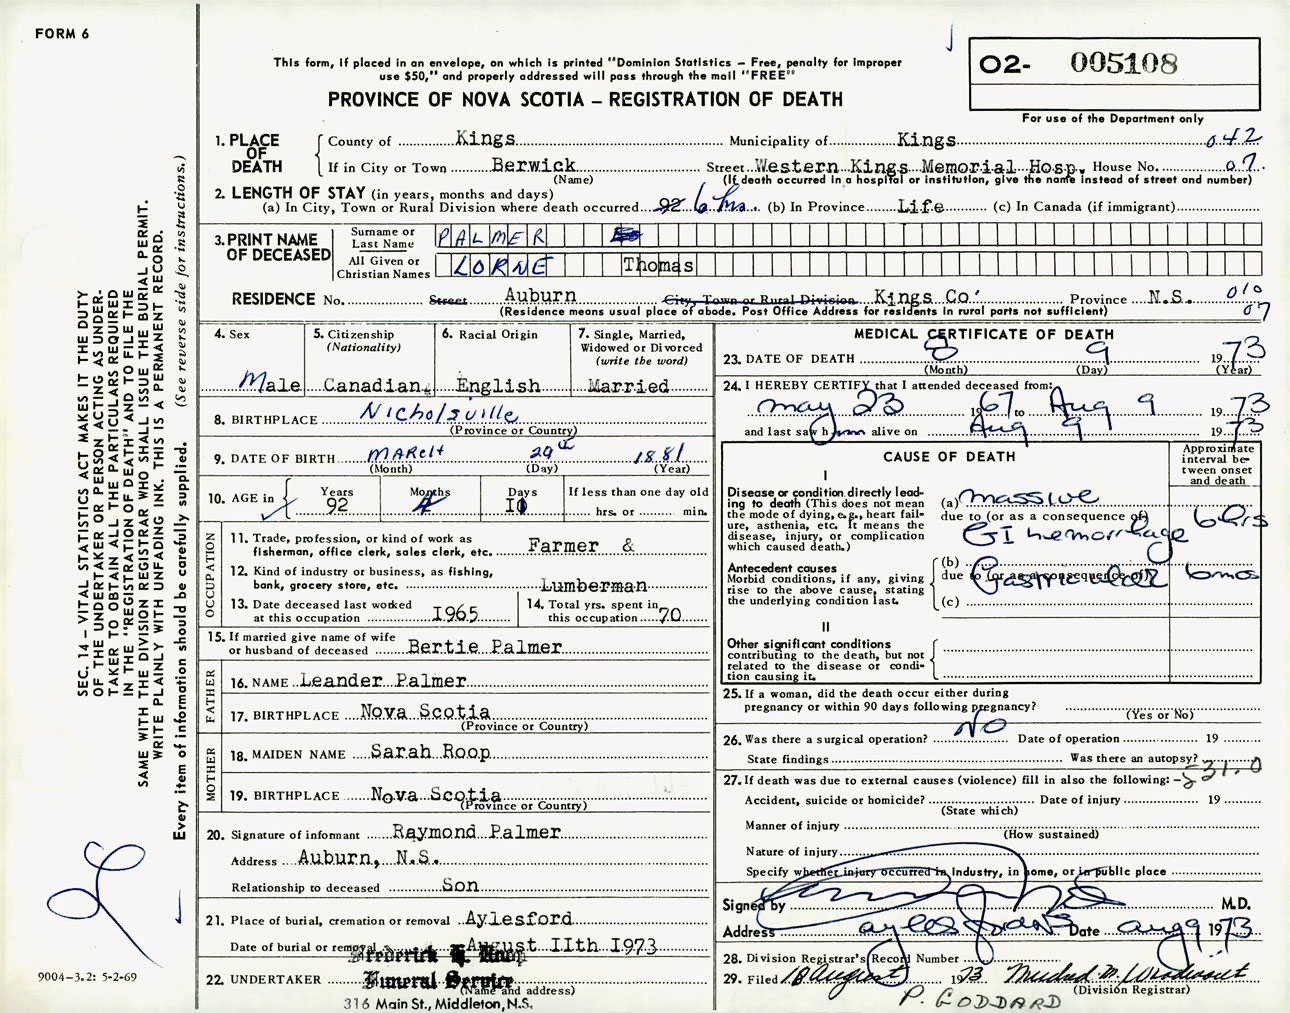 FORM 6
This form, if placed in an envelope, on which is printed "Dominion Statistics – Free, penalty for improper
use $50," and properly addressed will pass through the mail "FREE"
PROVINCE OF NOVA SCOTIA – REGISTRATION OF DEATH
O2- 005108
For use of the Department only
SEC. 14 – VITAL STATISTICS ACT MAKES IT THE DUTY
OF THE UNDERTAKER OR PERSON ACTING AS UNDER-
TAKER TO OBTAIN ALL THE PARTICULARS REQUIRED
IN THE "REGISTRATION OF DEATH" AND TO FILE THE
SAME WITH THE DIVISION REGISTRAR WHO SHALL ISSUE THE BURIAL PERMIT.
WRITE PLAINLY WITH UNFADING INK. THIS IS A PERMANENT RECORD.
Every item of information should be carefully supplied. (See reverse side for instructions.)
9004–3.2: 5-2-69
1. PLACE OF DEATH
County of Kings Municipality of Kings 042
If in City or Town Berwick Street Western Kings Memorial Hosp. House No. 07.
(Name) (If death occurred in a hospital or institution, give the name instead of street and number)
2. LENGTH OF STAY (in years, months and days)
(a) In City, Town or Rural Division where death occurred 92 6 hrs. (b) In Province Life (c) In Canada (if immigrant)
3. PRINT NAME OF DECEASED
Surname or Last Name PALMER
All Given or Christian Names LORNE Thomas
RESIDENCE No. Street Auburn City, Town or Rural Division Kings Co' Province N.S. 010
(Residence means usual place of abode. Post Office Address for residents in rural parts not sufficient) 07
4. Sex Male
5. Citizenship (Nationality) Canadian
6. Racial Origin English
7. Single, Married, Widowed or Divorced (write the word) Married
8. BIRTHPLACE Nicholsville
(Province or Country)
9. DATE OF BIRTH MARCH 29th 1881
(Month) (Day) (Year)
10. AGE in Years 92 Months 4 Days If less than one day old hrs. or min.
OCCUPATION
11. Trade, profession, or kind of work as
fisherman, office clerk, sales clerk, etc. Farmer &
12. Kind of industry or business, as fishing,
bank, grocery store, etc. Lumberman
13. Date deceased last worked
at this occupation I965
14. Total yrs. spent in
this occupation 70
15. If married give name of wife
or husband of deceased Bertie Palmer
FATHER
16. NAME Leander Palmer
17. BIRTHPLACE Nova Scotia
(Province or Country)
MOTHER
18. MAIDEN NAME Sarah Roop
19. BIRTHPLACE Nova Scotia
(Province or Country)
20. Signature of informant Raymond Palmer
Address Auburn, N.S.
Relationship to deceased Son
21. Place of burial, cremation or removal Aylesford
Date of burial or removal August IIth I973
22. UNDERTAKER Frederick Funeral Service
(Name and address)
316 Main St., Middleton, N.S.
MEDICAL CERTIFICATE OF DEATH
23. DATE OF DEATH 8 9 1973
(Month) (Day) (Year)
24. I HEREBY CERTIFY that I attended deceased from:
May 23 1967 to Aug 9 1973
and last saw him alive on Aug 9 1973
CAUSE OF DEATH
Approximate interval between onset and death
I
Disease or condition directly lead-
ing to death (This does not mean
the mode of dying, e.g., heart fail-
ure, asthenia, etc. It means the
disease, injury, or complication
which caused death.)
(a) massive
due to (or as a consequence of)
GI hemorrhage 6 hrs
Antecedent causes
Morbid conditions, if any, giving
rise to the above cause, stating
the underlying condition last.
(b)
due to (or as a consequence of)
Gastric ulcer 6 mos
(c)
II
Other significant conditions
contributing to the death, but not
related to the disease or condi-
tion causing it.
25. If a woman, did the death occur either during
pregnancy or within 90 days following pregnancy?
(Yes or No)
26. Was there a surgical operation? No Date of operation 19
State findings Was there an autopsy?
27. If death was due to external causes (violence) fill in also the following: 531.0
Accident, suicide or homicide? Date of injury 19
(State which)
Manner of injury
(How sustained)
Nature of injury
Specify whether injury occurred in industry, in home, or in public place
Signed by M.D.
Address Aylesford NS Date Aug 9 1973
28. Division Registrar's Record Number
29. Filed 18 August 1973
(Division Registrar)
P. GODDARD